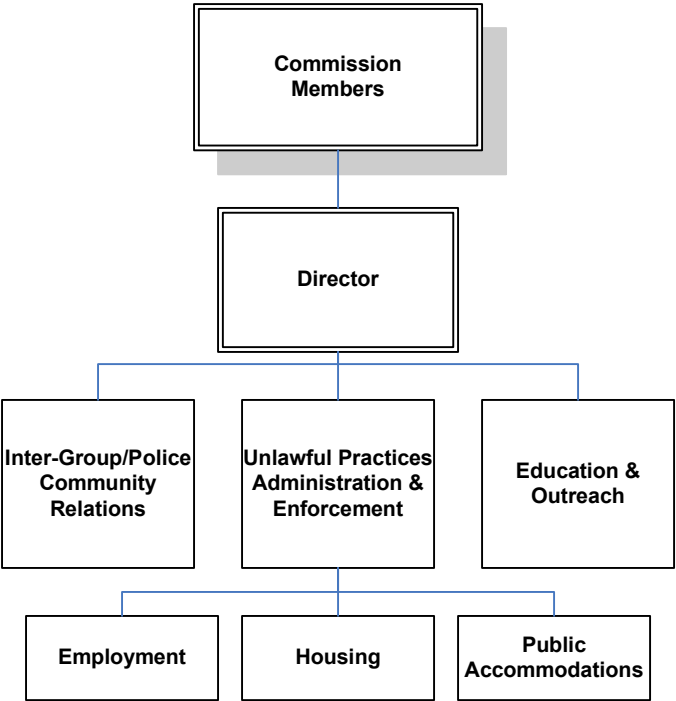 Commission
Members
Director
Inter-Group/Police
Community
Relations
Unlawful Practices
Administration &
Enforcement
Education &
Outreach
Employment
Housing
Public
Accommodations